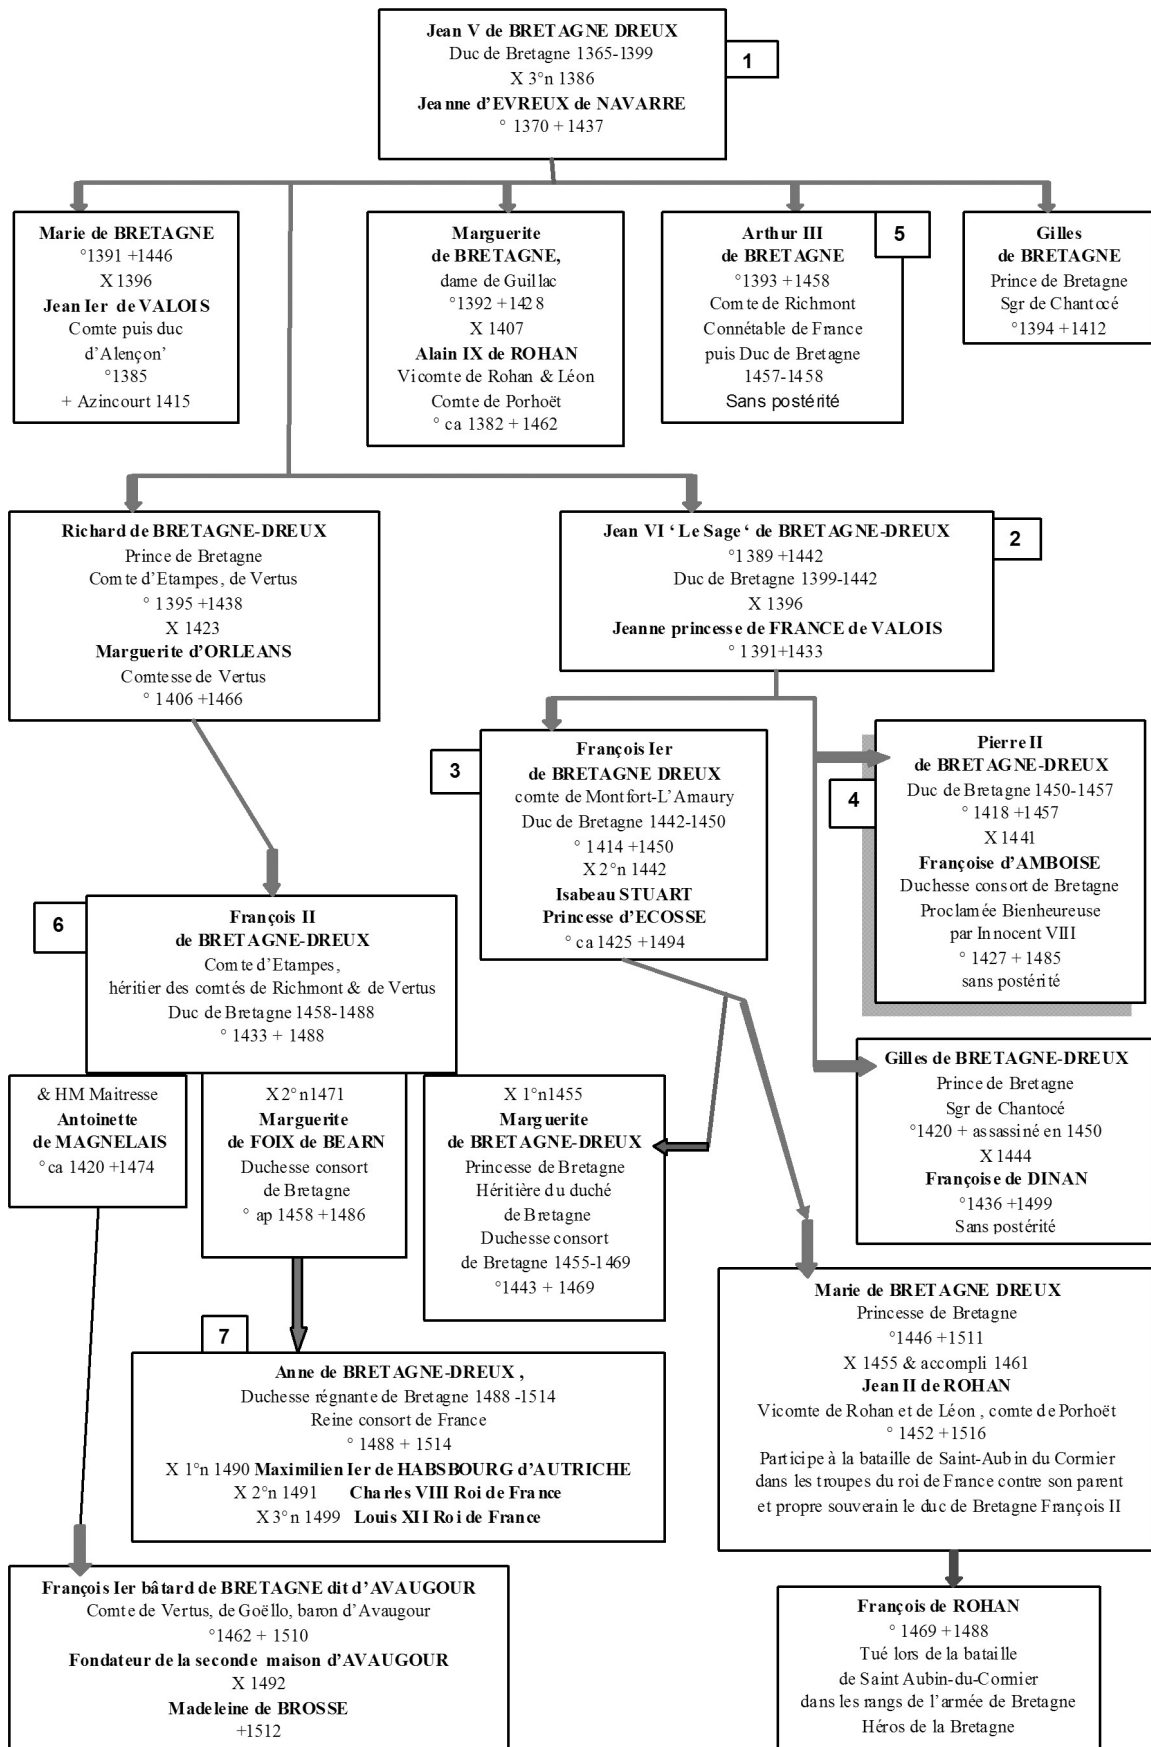 Jean V de BRETAGNE DREUX
Duc de Bretagne 1365-1399
X 3°n 1386
Jeanne d'EVREUX de NAVARRE
° 1370 + 1437
1
Marie de BRETAGNE
°1391 +1446
X 1396
Jean Ier de VALOIS
Comte puis duc
d'Alençon'
°1385
+ Azincourt 1415
Marguerite
de BRETAGNE,
dame de Guillac
°1392 +1428
X 1407
Alain IX de ROHAN
Vicomte de Rohan & Léon
Comte de Porhoët
° ca 1382 + 1462
Arthur III
de BRETAGNE
°1393 +1458
Comte de Richmont
Connétable de France
puis Duc de Bretagne
1457-1458
Sans postérité
5
Gilles
de BRETAGNE
Prince de Bretagne
Sgr de Chantocé
°1394 +1412
Richard de BRETAGNE-DREUX
Prince de Bretagne
Comte d'Etampes, de Vertus
° 1395 +1438
X 1423
Marguerite d'ORLEANS
Comtesse de Vertus
° 1406 +1466
Jean VI ' Le Sage ' de BRETAGNE-DREUX
°1389 +1442
Duc de Bretagne 1399-1442
X 1396
Jeanne princesse de FRANCE de VALOIS
° 1391+1433
2
3
François Ier
de BRETAGNE DREUX
comte de Montfort-L'Amaury
Duc de Bretagne 1442-1450
° 1414 +1450
X 2°n 1442
Isabeau STUART
Princesse d'ECOSSE
° ca 1425 +1494
4
Pierre II
de BRETAGNE-DREUX
Duc de Bretagne 1450-1457
° 1418 +1457
X 1441
Françoise d'AMBOISE
Duchesse consort de Bretagne
Proclamée Bienheureuse
par Innocent VIII
° 1427 + 1485
sans postérité
6
François II
de BRETAGNE-DREUX
Comte d'Etampes,
héritier des comtés de Richmont & de Vertus
Duc de Bretagne 1458-1488
° 1433 + 1488
Gilles de BRETAGNE-DREUX
Prince de Bretagne
Sgr de Chantocé
°1420 + assassiné en 1450
X 1444
Françoise de DINAN
°1436 +1499
Sans postérité
& HM Maitresse
Antoinette
de MAGNELAIS
° ca 1420 +1474
X 2°n 1471
Marguerite
de FOIX de BEARN
Duchesse consort
de Bretagne
° ap 1458 +1486
X 1°n1455
Marguerite
de BRETAGNE-DREUX
Princesse de Bretagne
Héritière du duché
de Bretagne
Duchesse consort
de Bretagne 1455-1469
°1443 + 1469
Marie de BRETAGNE DREUX
Princesse de Bretagne
°1446 +1511
X 1455 & accompli 1461
Jean II de ROHAN
Vicomte de Rohan et de Léon , comte de Porhoët
° 1452 +1516
Participe à la bataille de Saint-Aubin du Cormier
dans les troupes du roi de France contre son parent
et propre souverain le duc de Bretagne François II
7
Anne de BRETAGNE-DREUX ,
Duchesse régnante de Bretagne 1488 -1514
Reine consort de France
° 1488 + 1514
X 1°n 1490 Maximilien Ier de HABSBOURG d'AUTRICHE
X 2°n 1491 Charles VIII Roi de France
X 3°n 1499 Louis XII Roi de France
François Ier bâtard de BRETAGNE dit d'AVAUGOUR
Comte de Vertus, de Goëllo, baron d'Avaugour
°1462 + 1510
Fondateur de la seconde maison d'AVAUGOUR
X 1492
Madeleine de BROSSE
+1512
François de ROHAN
° 1469 +1488
Tué lors de la bataille
de Saint Aubin-du-Cormier
dans les rangs de l'armée de Bretagne
Héros de la Bretagne